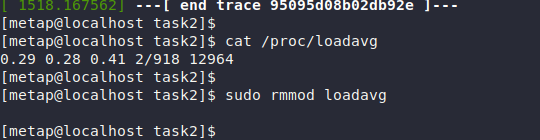 [ 1518.167562] ---[ end trace 95095d08b02db92e ]---
[metap@localhost task2]$
[metap@localhost task2]$ cat /proc/loadavg
0.29 0.28 0.41 2/918 12964
[metap@localhost task2]$
[metap@localhost task2]$ sudo rmmod loadavg
[metap@localhost task2]$